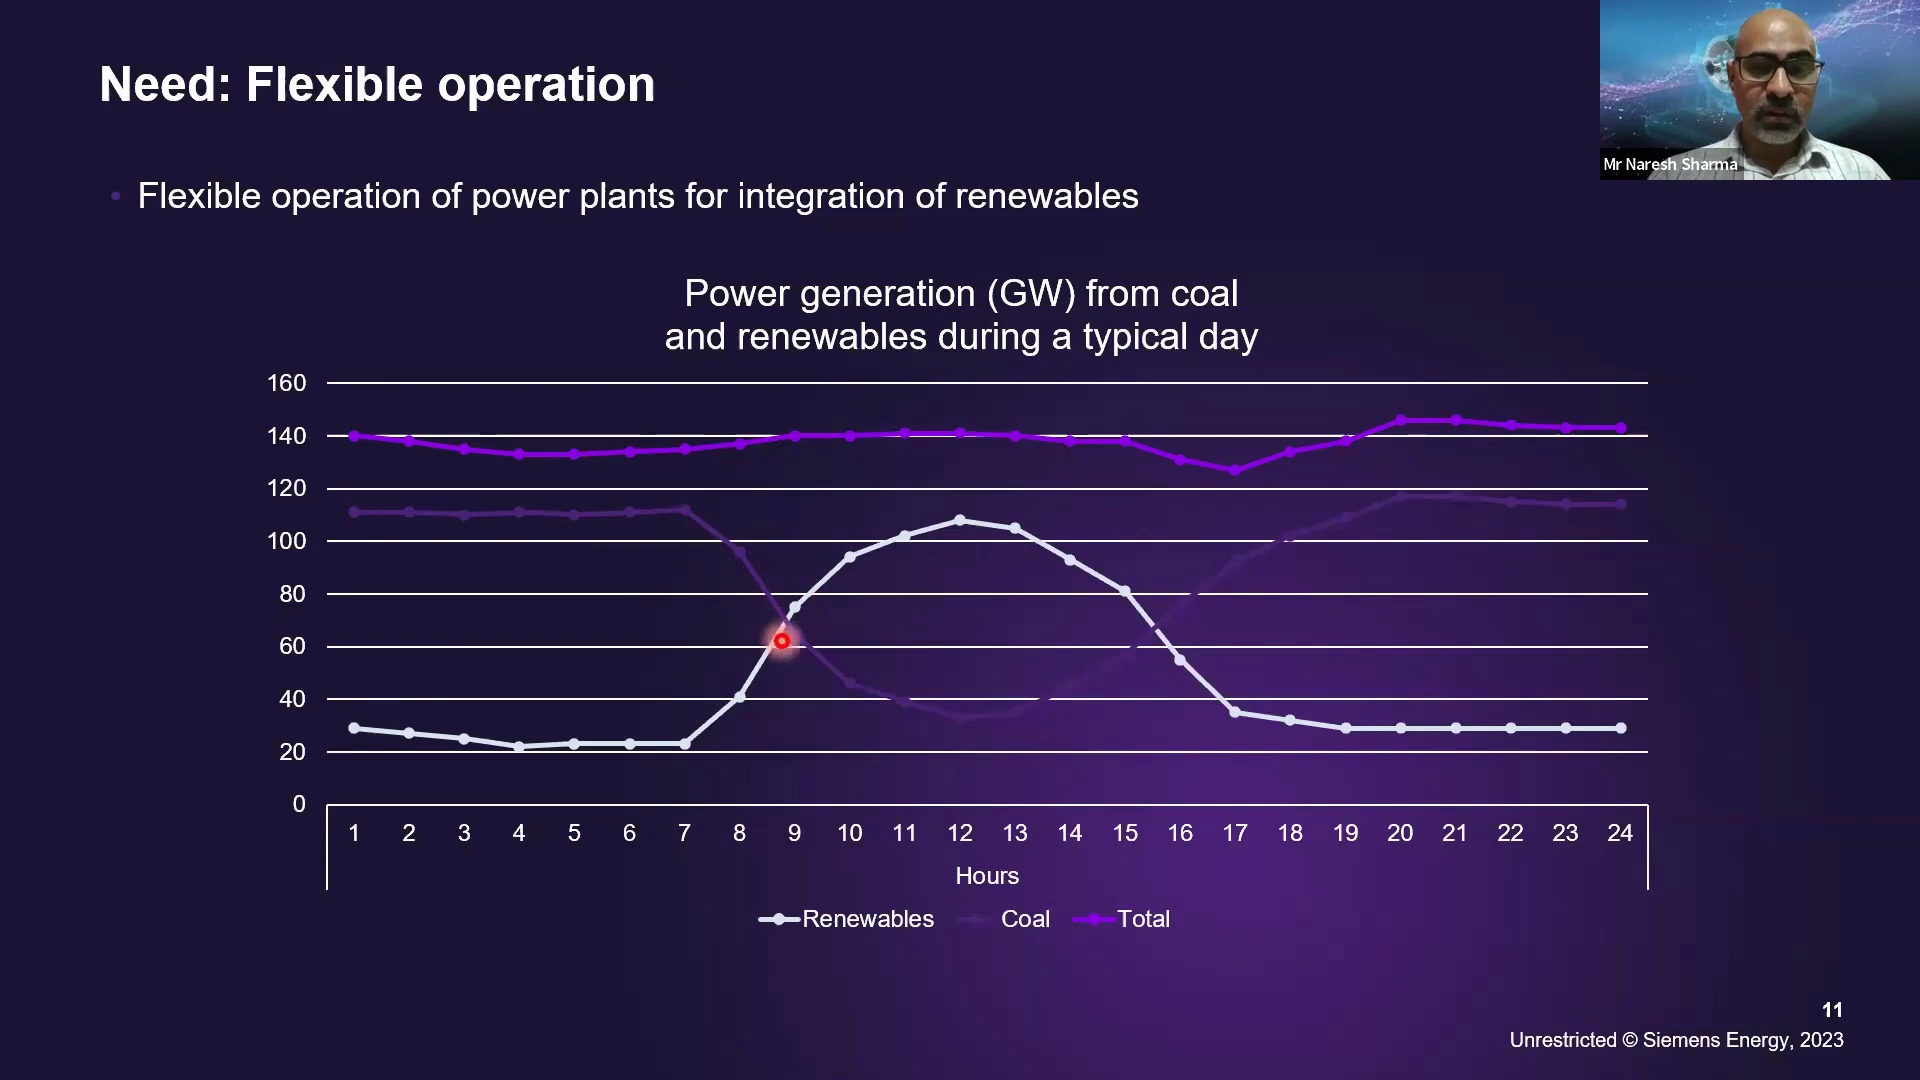 Need: Flexible operation
Mr Naresh Sharma
• Flexible operation of power plants for integration of renewables
Power generation (GW) from coal
and renewables during a typical day
160
140
120
100
80
60
40
20
0
1 2 3 4 5 6 7 8 9 10 11 12 13 14 15 16 17 18 19 20 21 22 23 24
Hours
Renewables Coal Total
11
Unrestricted © Siemens Energy, 2023